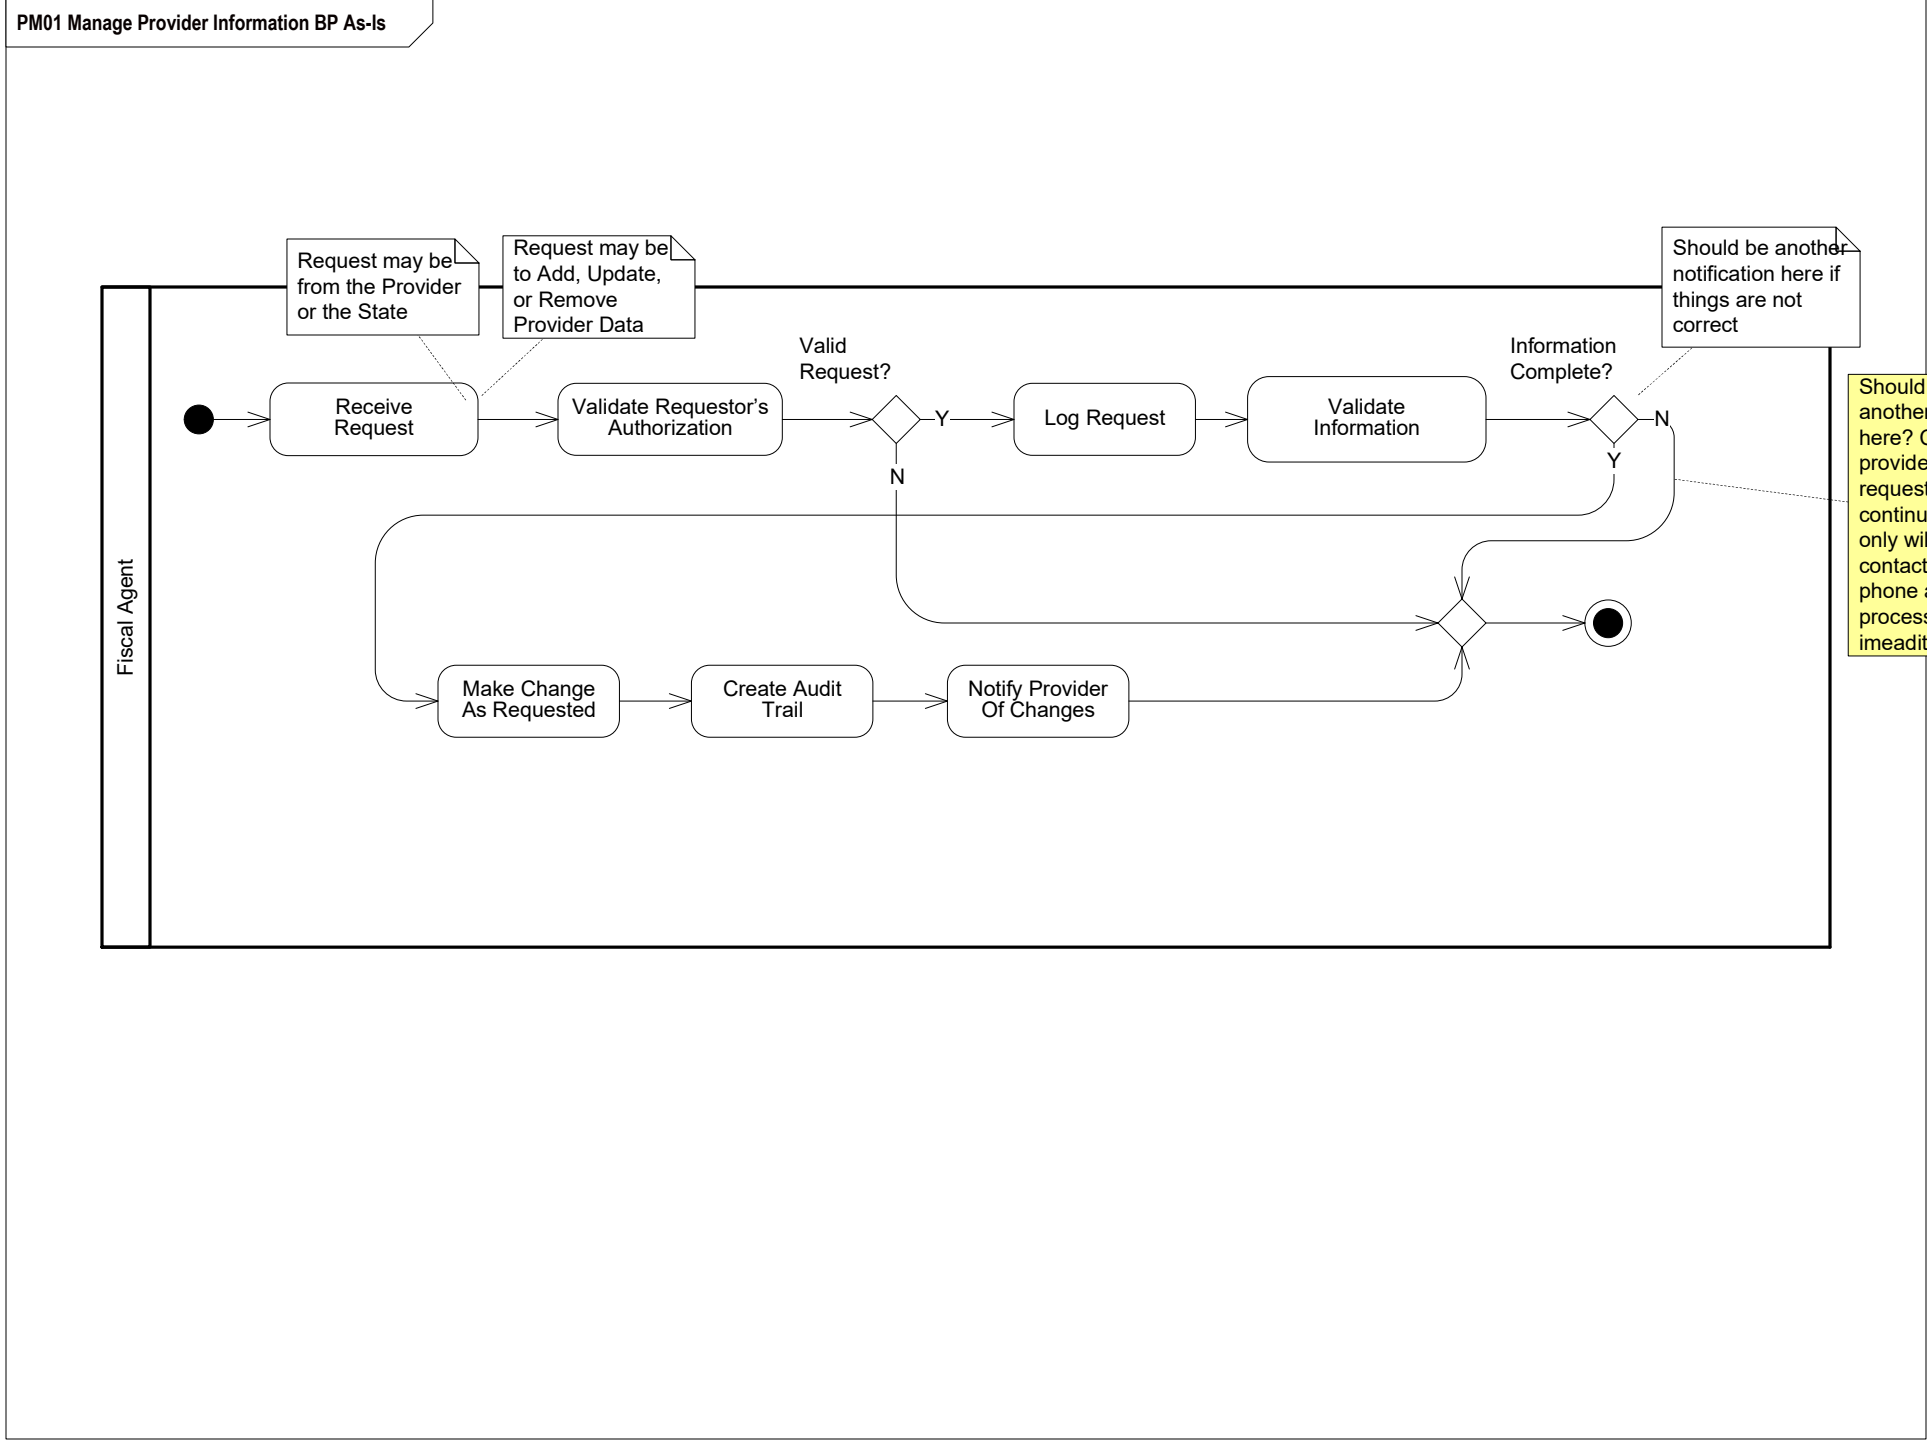 PM01 Manage Provider Information BP As-Is
Request may be
from the Provider
or the State
Request may be
to Add, Update,
or Remove
Provider Data
Should be another
notification here if
things are not
correct
Valid
Request?
Information
Complete?
Receive
Request
Validate Requestor’s
Authorization
Y
Log Request
Validate
Information
N
N
Y
Should
another
here?
provide
request
continu
only wil
contact
phone
process
imeadit
Fiscal Agent
Make Change
As Requested
Create Audit
Trail
Notify Provider
Of Changes